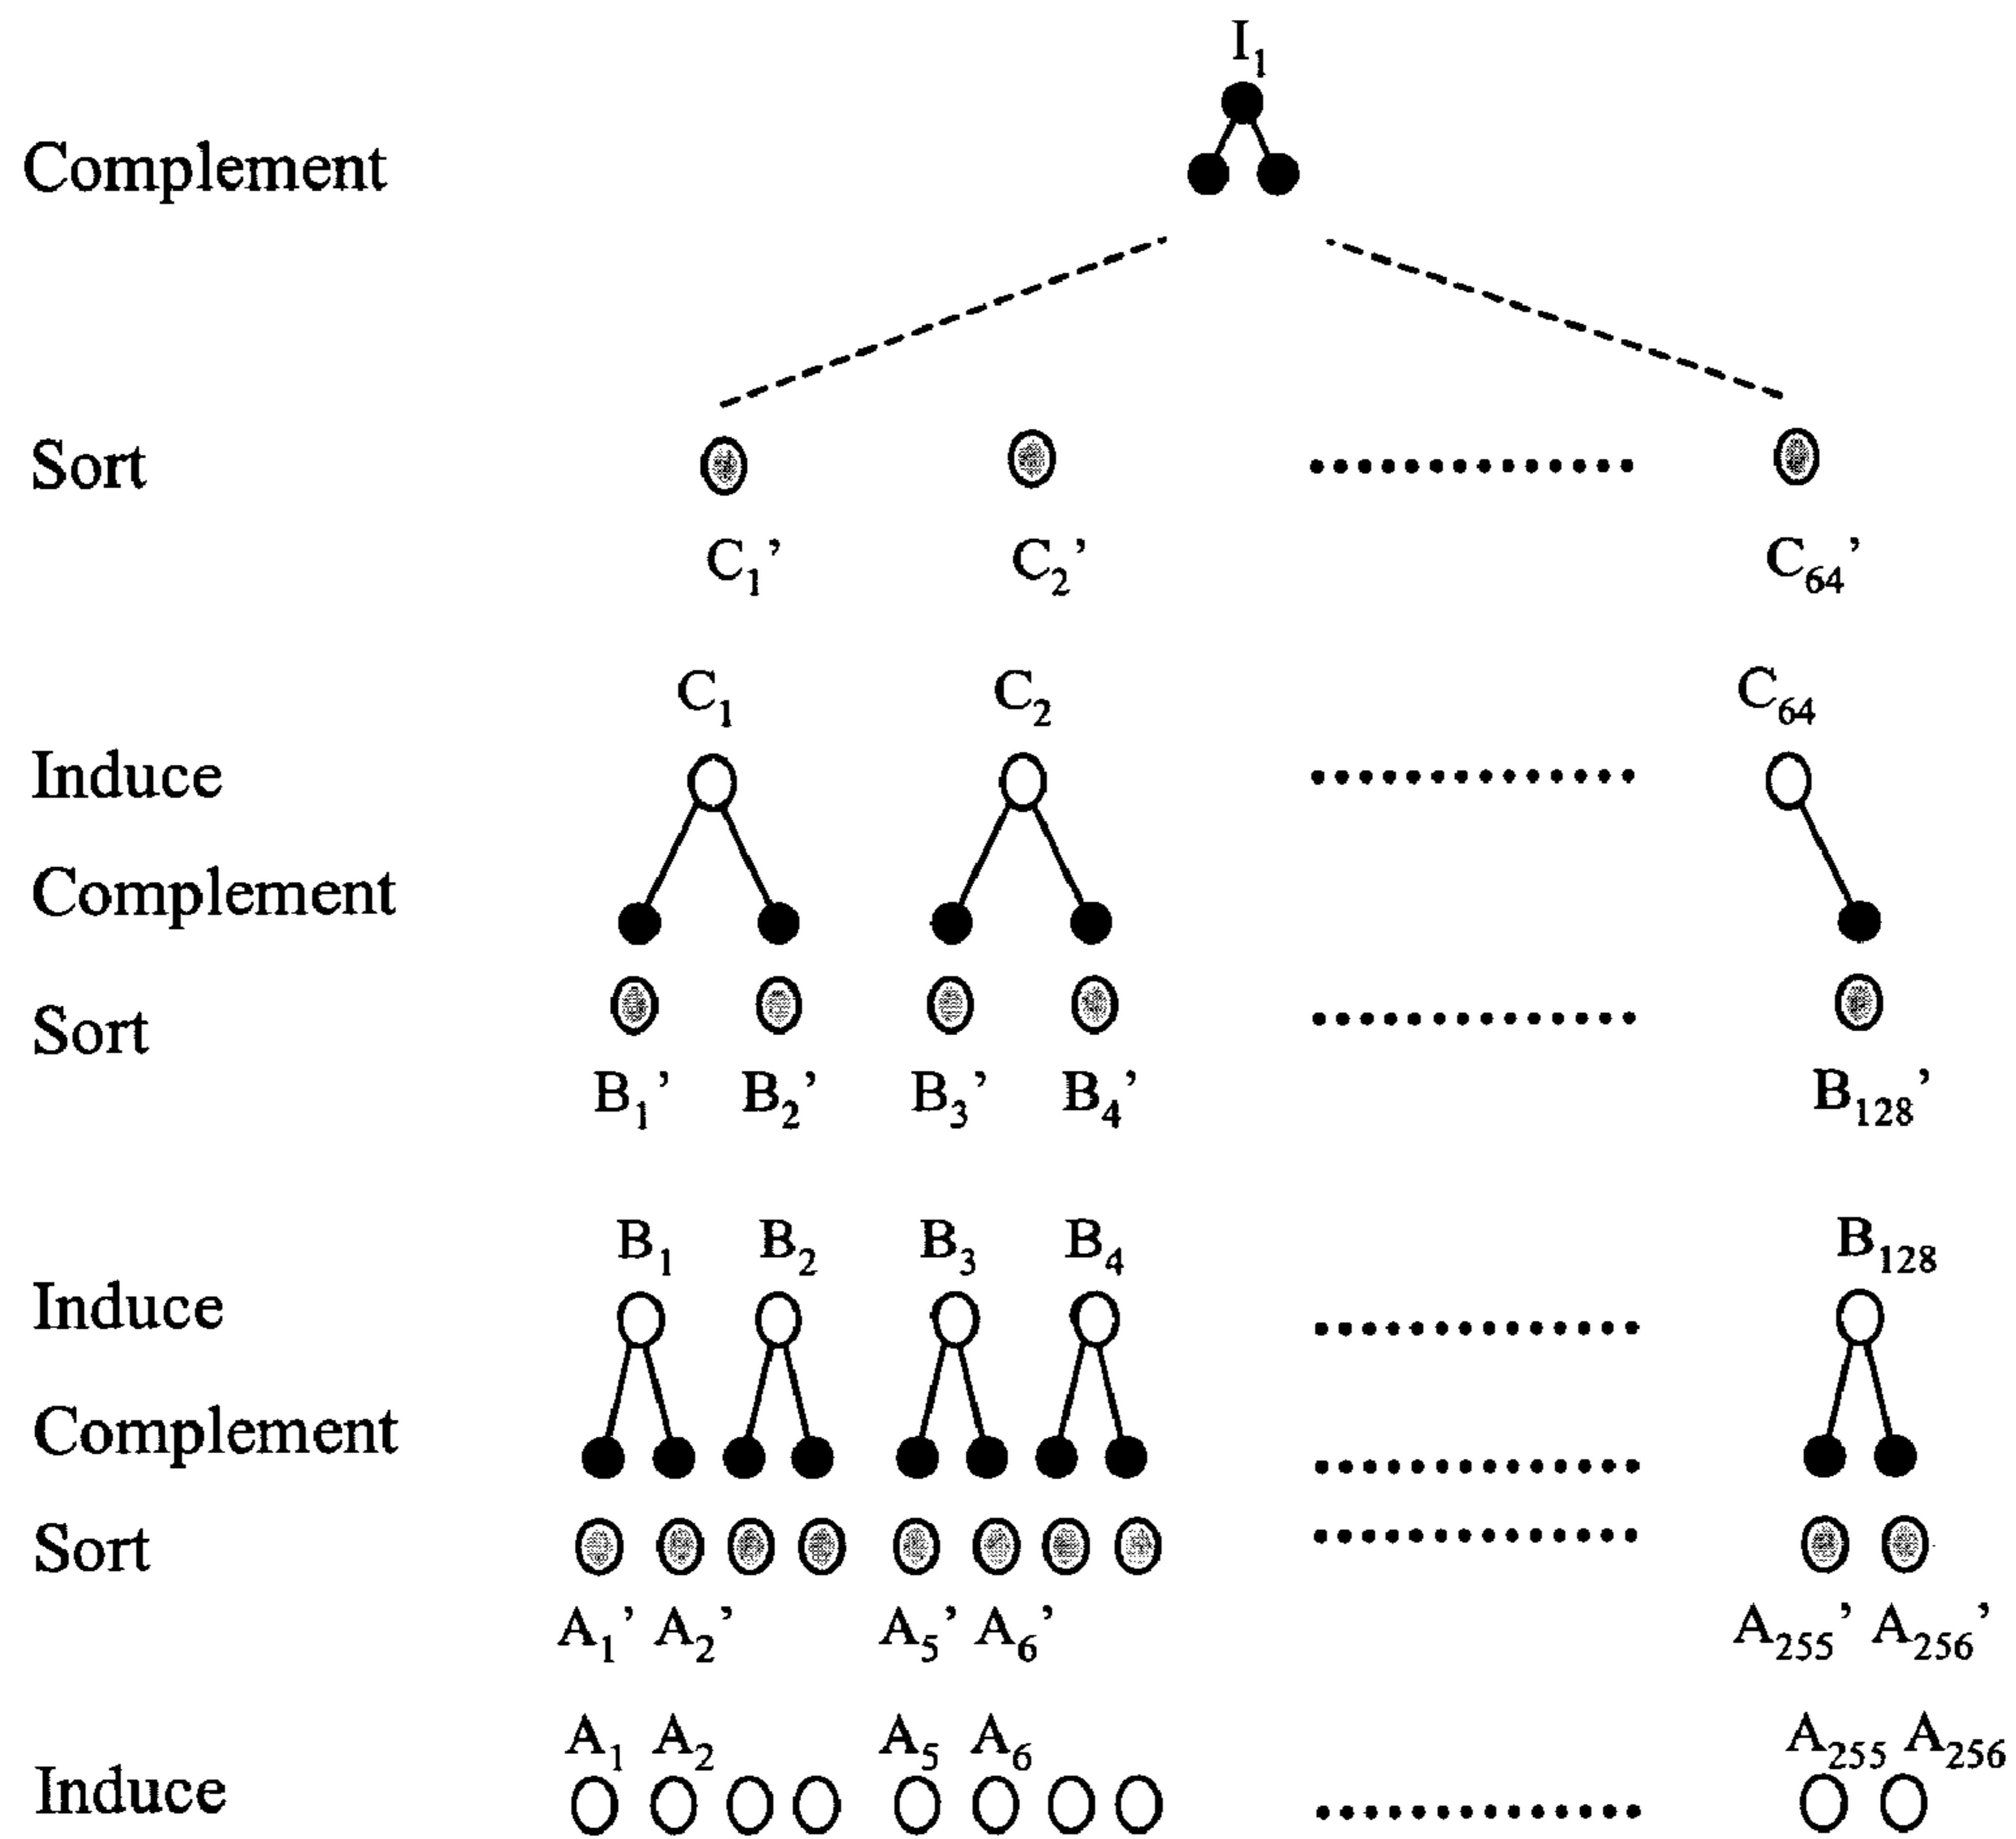 I₁
Complement
Sort
C₁’ C₂’ C₆₄’
C₁ C₂ C₆₄
Induce
Complement
Sort
B₁’ B₂’ B₃’ B₄’ B₁₂₈’
B₁ B₂ B₃ B₄ B₁₂₈
Induce
Complement
Sort
A₁’ A₂’ A₅’ A₆’ A₂₅₅’ A₂₅₆’
A₁ A₂ A₅ A₆ A₂₅₅ A₂₅₆
Induce